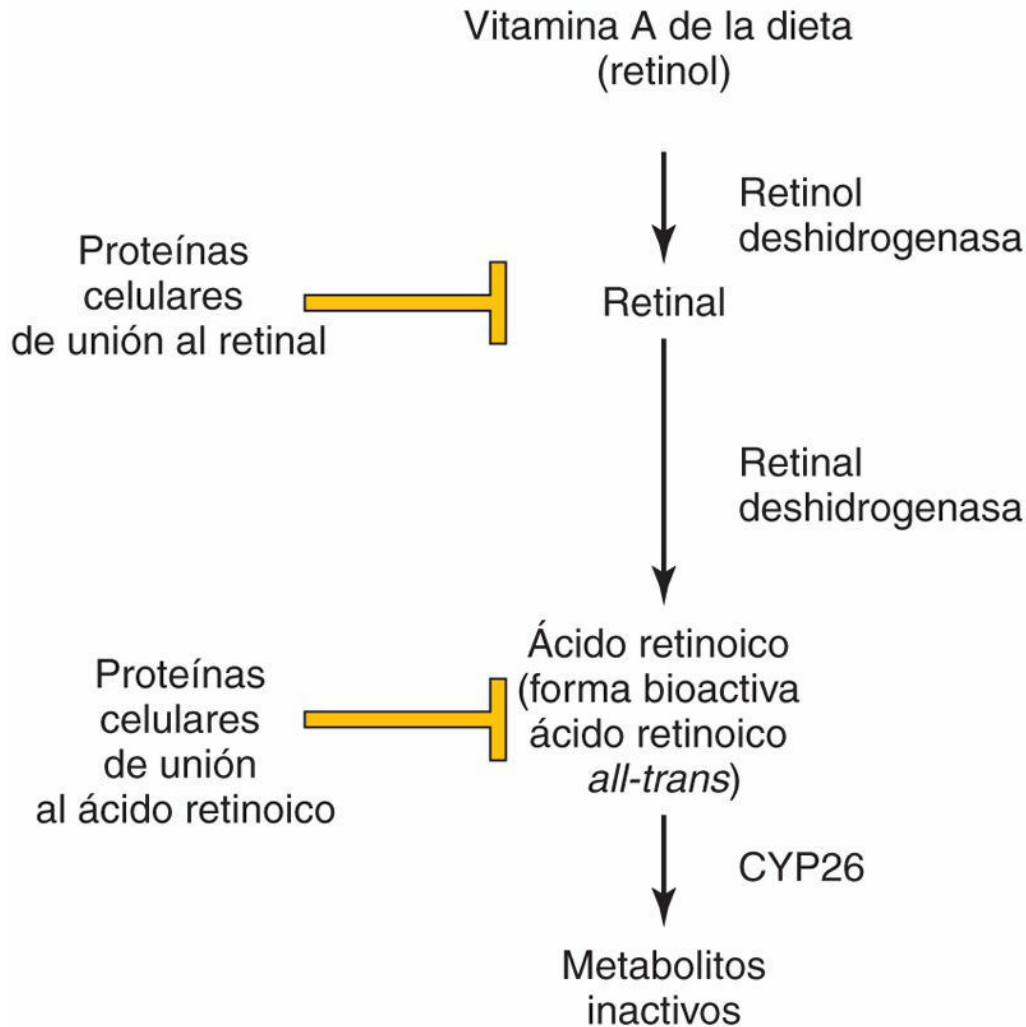 Vitamina A de la dieta
(retinol)
Retinol
deshidrogenasa
Proteínas
celulares
de unión al retinal
Retinal
Retinal
deshidrogenasa
Ácido retinoico
(forma bioactiva
ácido retinoico
all-trans)
Proteínas
celulares
de unión
al ácido retinoico
CYP26
Metabolitos
inactivos